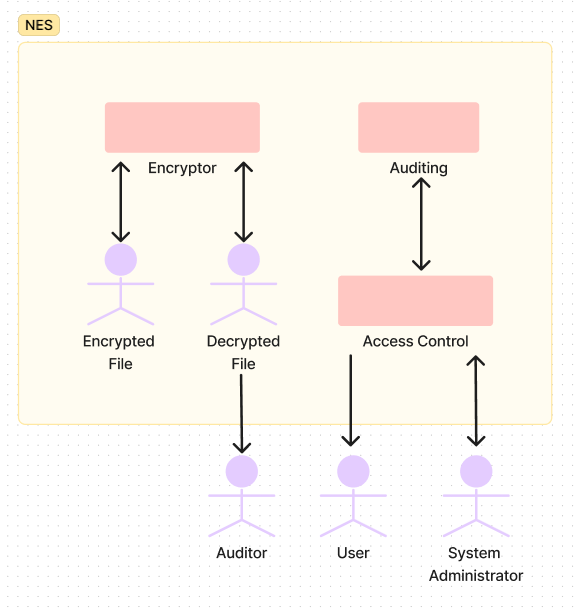 NES
Encryptor
Auditing
Encrypted
File
Decrypted
File
Access Control
Auditor
User
System
Administrator